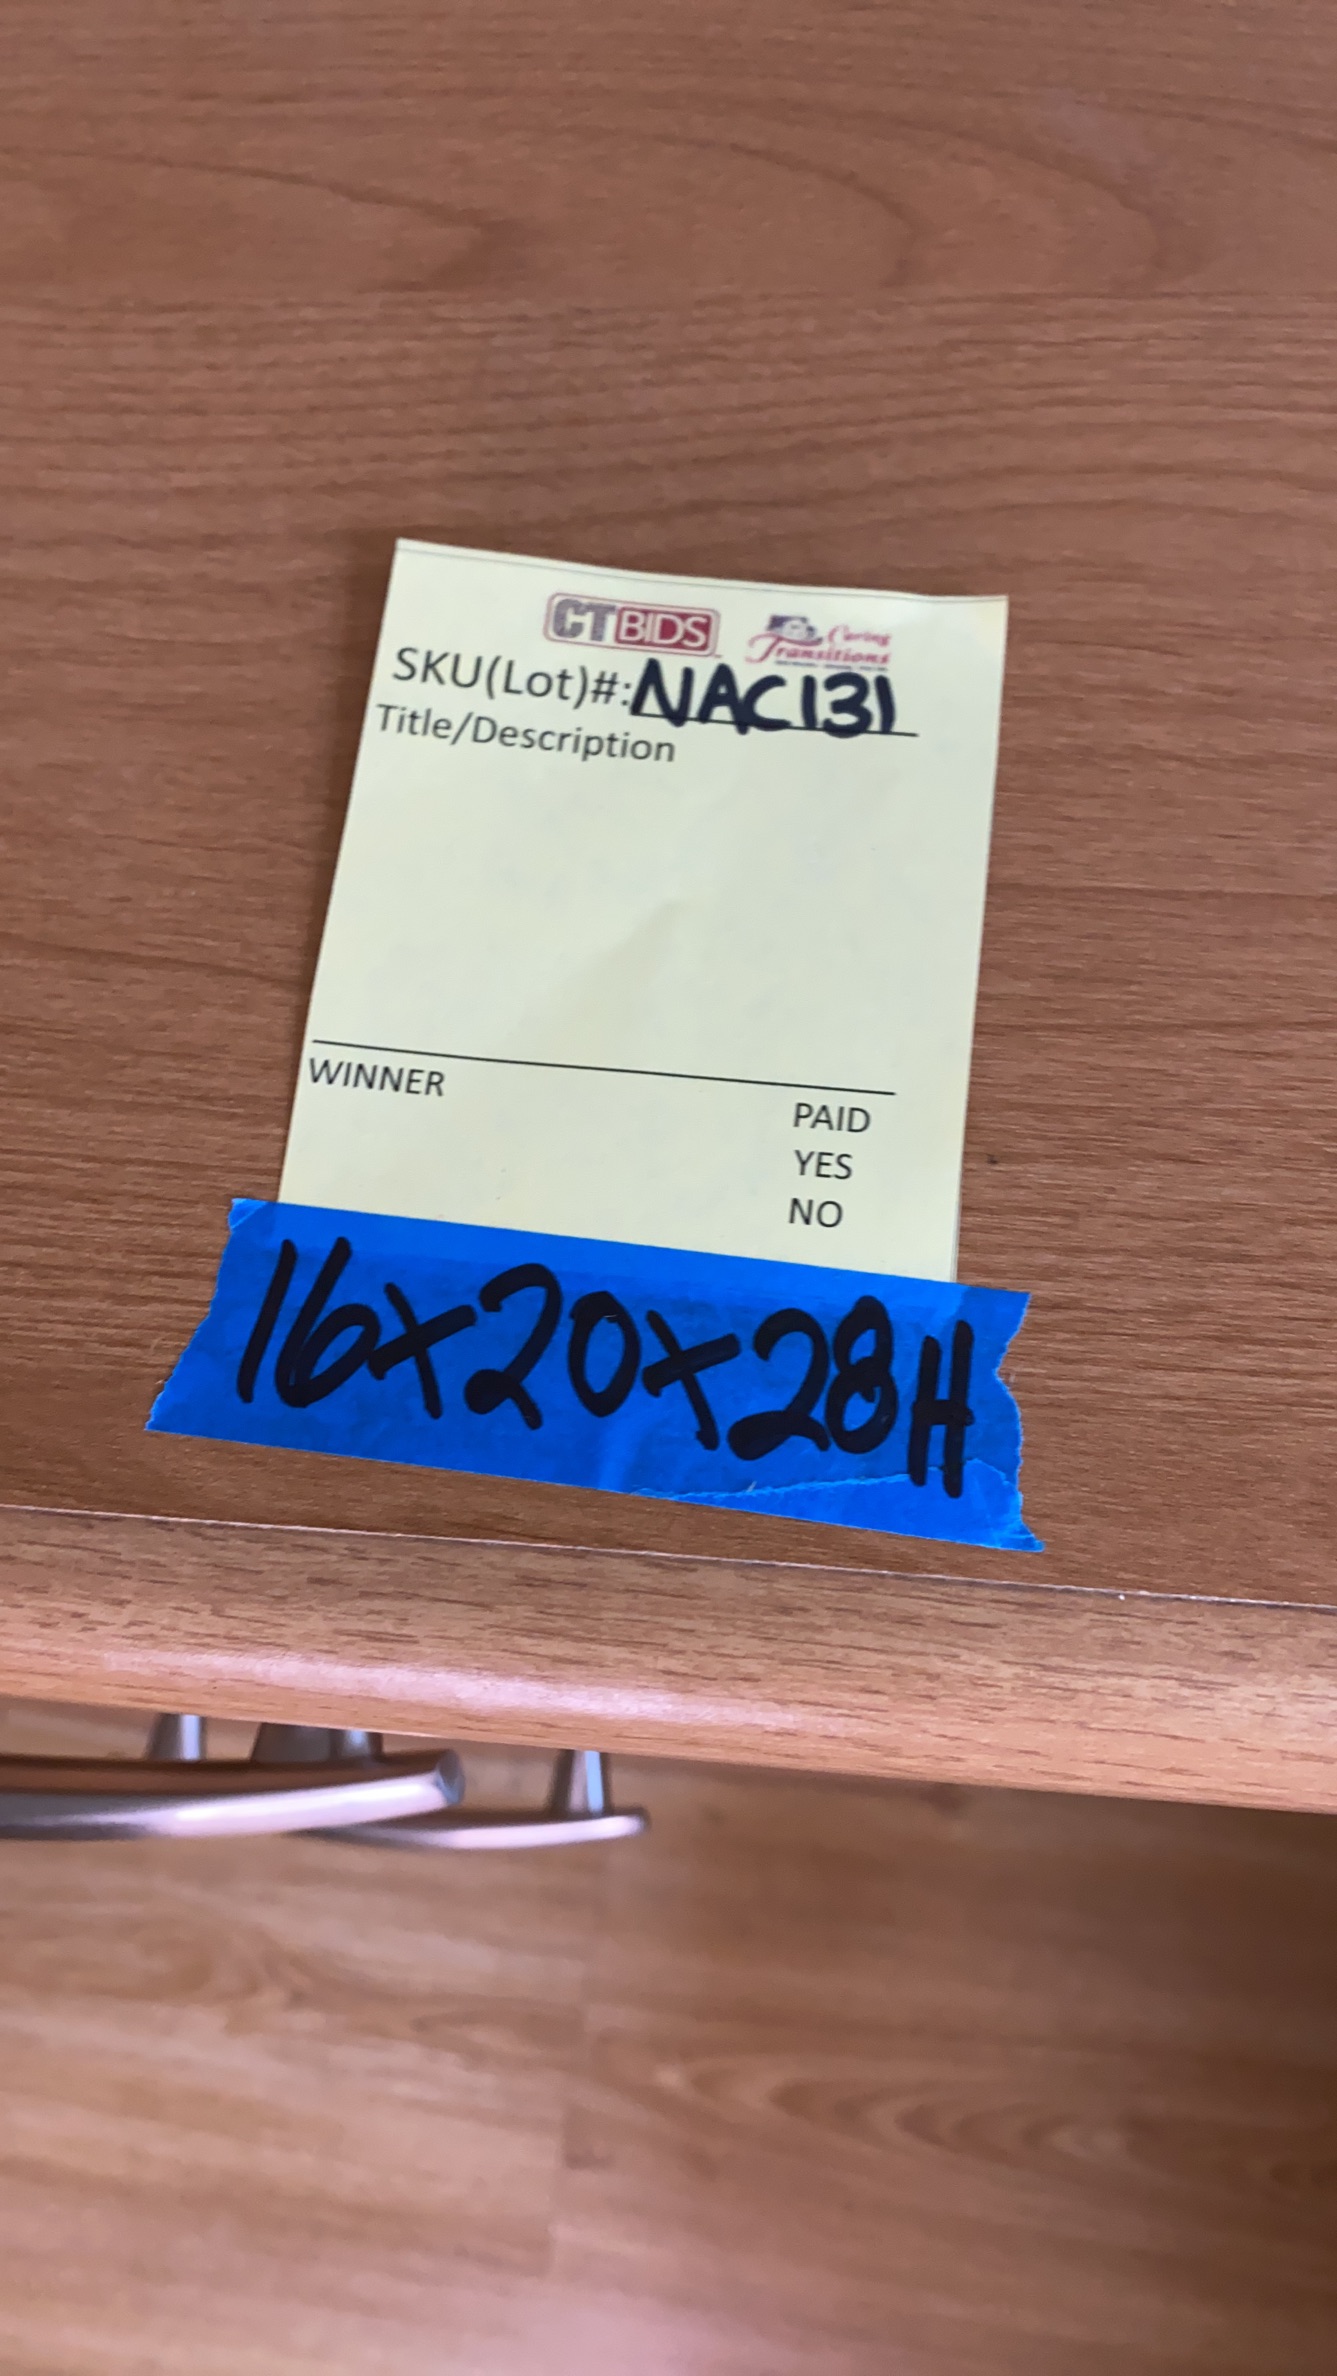 CTBIDS
Caring
Transitions
SKU(Lot)#: NAC131
Title/Description
WINNER
PAID
YES
NO
16x20x28H